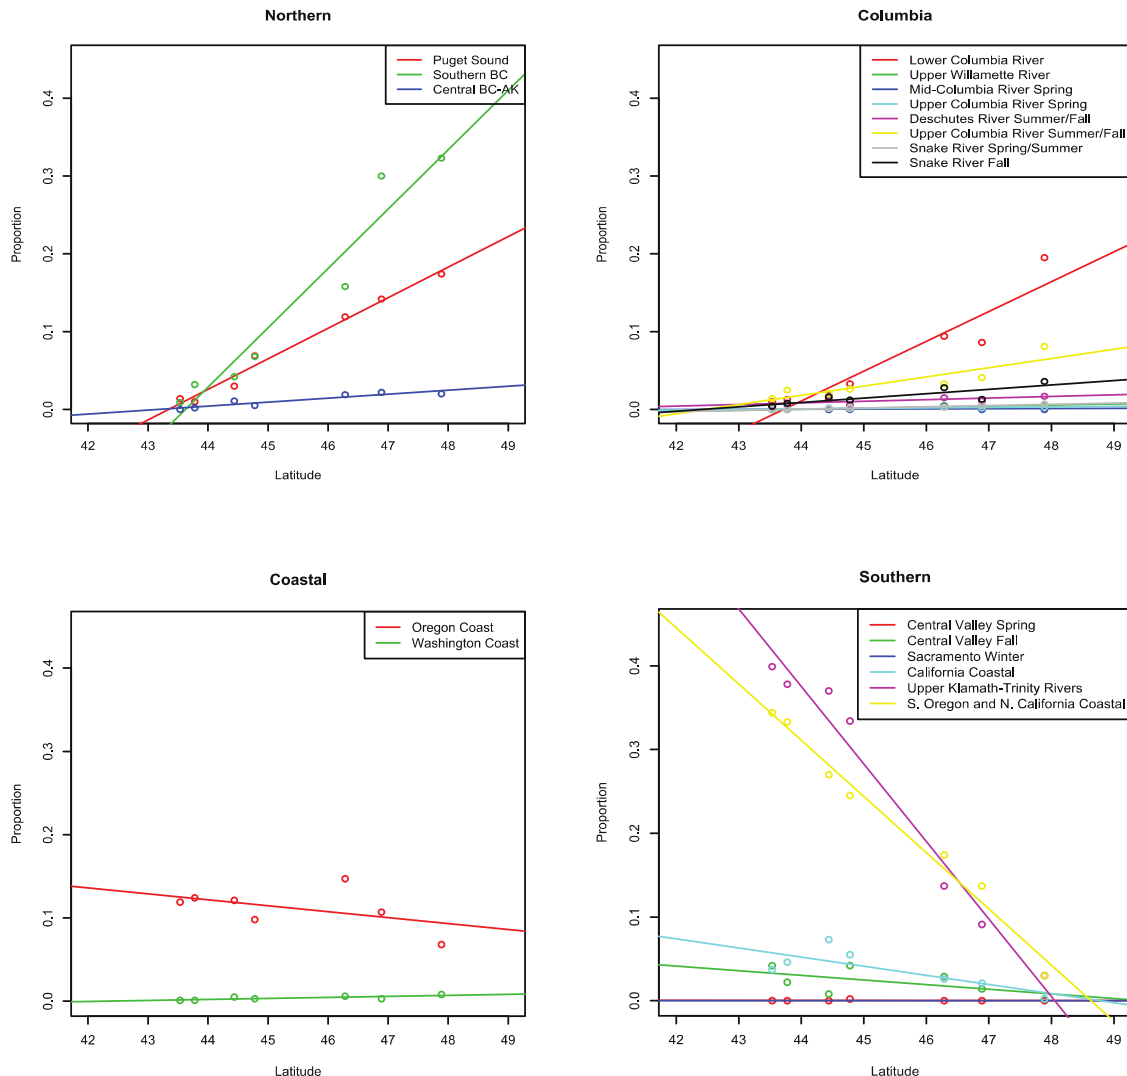 Northern
Puget Sound
Southern BC
Central BC-AK
Proportion
0.0
0.1
0.2
0.3
0.4
42 43 44 45 46 47 48 49
Latitude
Columbia
Lower Columbia River
Upper Willamette River
Mid-Columbia River Spring
Upper Columbia River Spring
Deschutes River Summer/Fall
Upper Columbia River Summer/Fall
Snake River Spring/Summer
Snake River Fall
Proportion
0.0
0.1
0.2
0.3
0.4
42 43 44 45 46 47 48 49
Latitude
Coastal
Oregon Coast
Washington Coast
Proportion
0.0
0.1
0.2
0.3
0.4
42 43 44 45 46 47 48 49
Latitude
Southern
Central Valley Spring
Central Valley Fall
Sacramento Winter
California Coastal
Upper Klamath-Trinity Rivers
S. Oregon and N. California Coastal
Proportion
0.0
0.1
0.2
0.3
0.4
42 43 44 45 46 47 48 49
Latitude